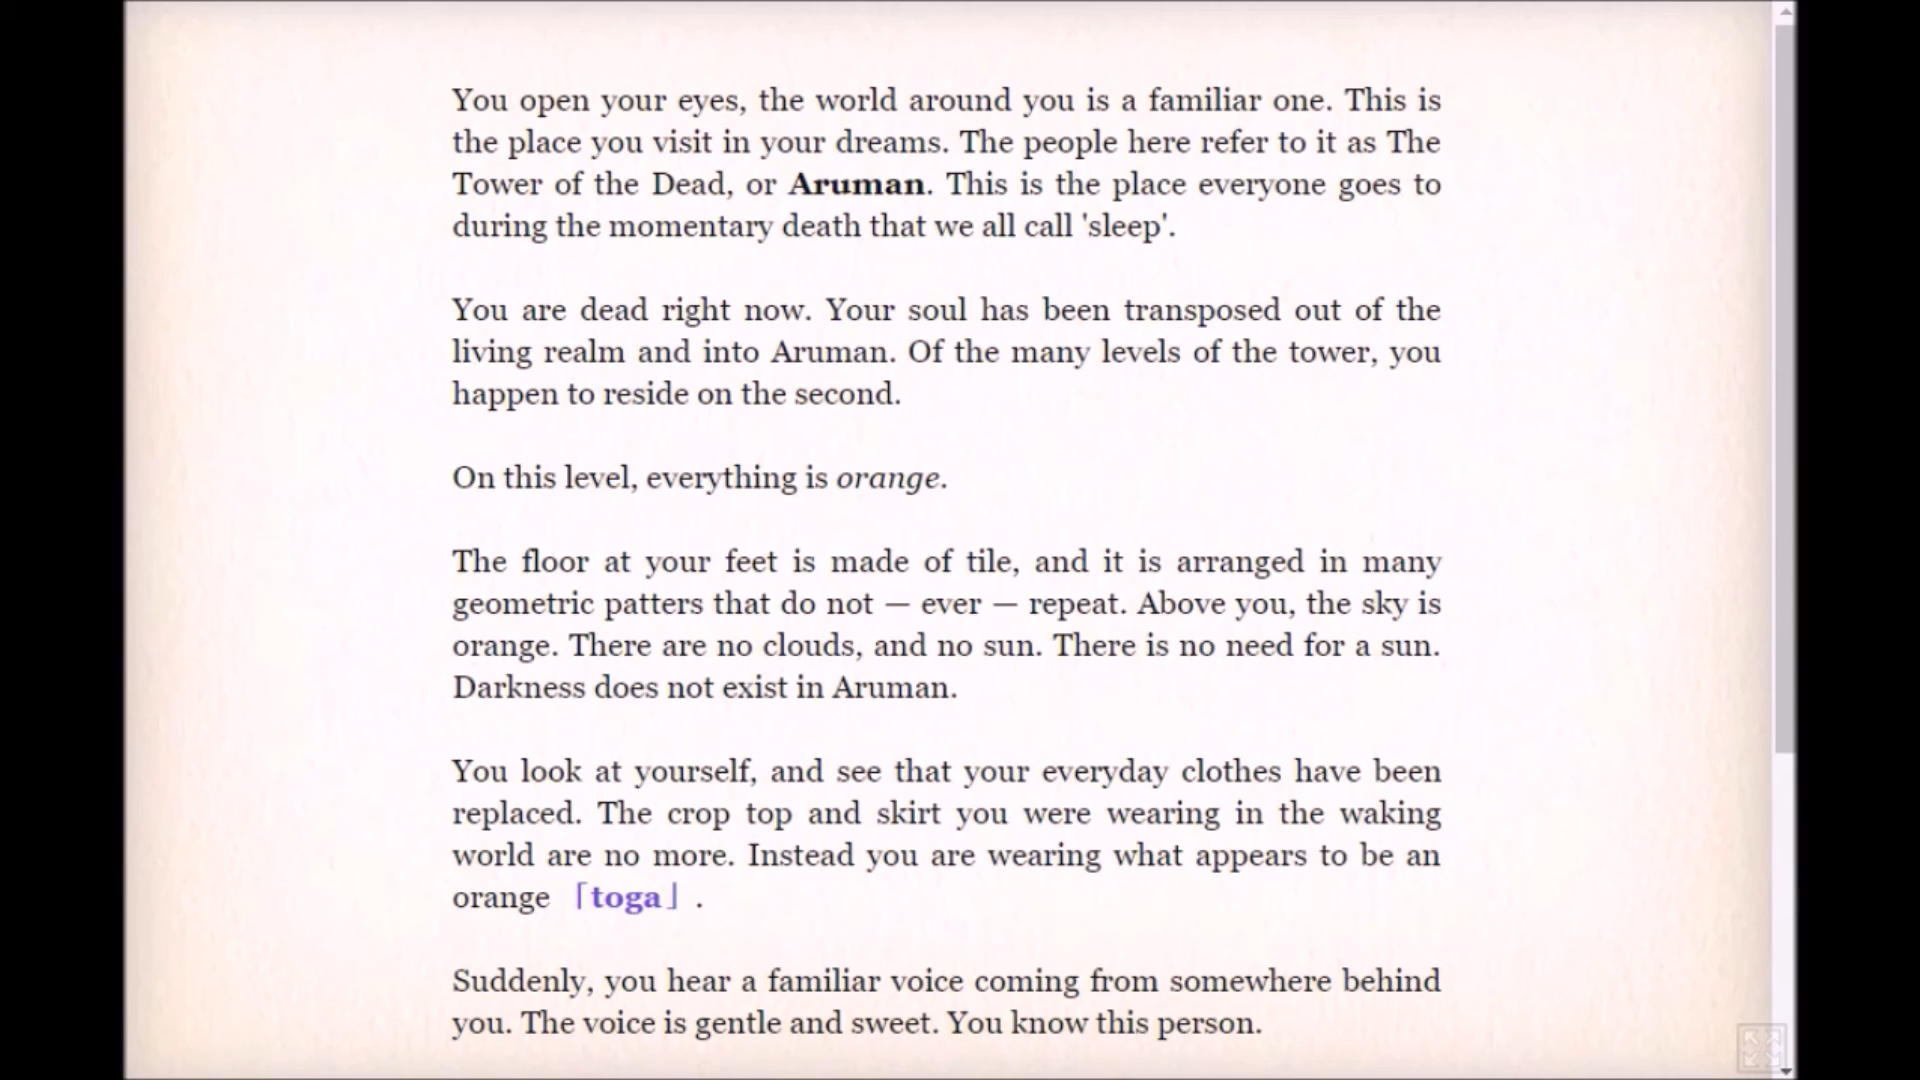 You open your eyes, the world around you is a familiar one. This is
the place you visit in your dreams. The people here refer to it as The
Tower of the Dead, or Aruman. This is the place everyone goes to
during the momentary death that we all call 'sleep'.
You are dead right now. Your soul has been transposed out of the
living realm and into Aruman. Of the many levels of the tower, you
happen to reside on the second.
On this level, everything is orange.
The floor at your feet is made of tile, and it is arranged in many
geometric patters that do not — ever — repeat. Above you, the sky is
orange. There are no clouds, and no sun. There is no need for a sun.
Darkness does not exist in Aruman.
You look at yourself, and see that your everyday clothes have been
replaced. The crop top and skirt you were wearing in the waking
world are no more. Instead you are wearing what appears to be an
orange 「toga」 .
Suddenly, you hear a familiar voice coming from somewhere behind
you. The voice is gentle and sweet. You know this person.